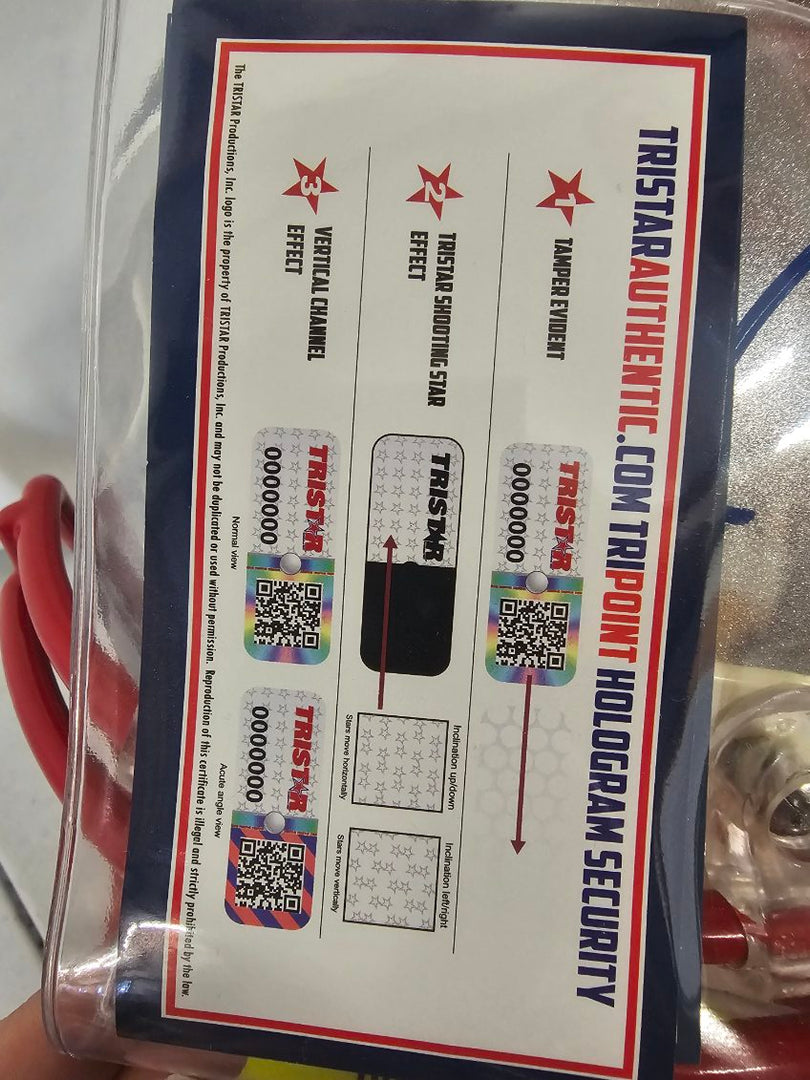 TRISTARAUTHENTIC.COM TRIPOINT HOLOGRAM SECURITY
1 TAMPER EVIDENT
TRISTAR
0000000
2 TRISTAR SHOOTING STAR
EFFECT
TRISTAR
Inclination up/down
Stars move horizontally
Inclination left/right
Stars move vertically
3 VERTICAL CHANNEL
EFFECT
TRISTAR
0000000
Normal view
TRISTAR
0000000
Acute angle view
The TRISTAR Productions, Inc. logo is the property of TRISTAR Productions, Inc. and may not be duplicated or used without permission. Reproduction of this certificate is illegal and strictly prohibited by the law.